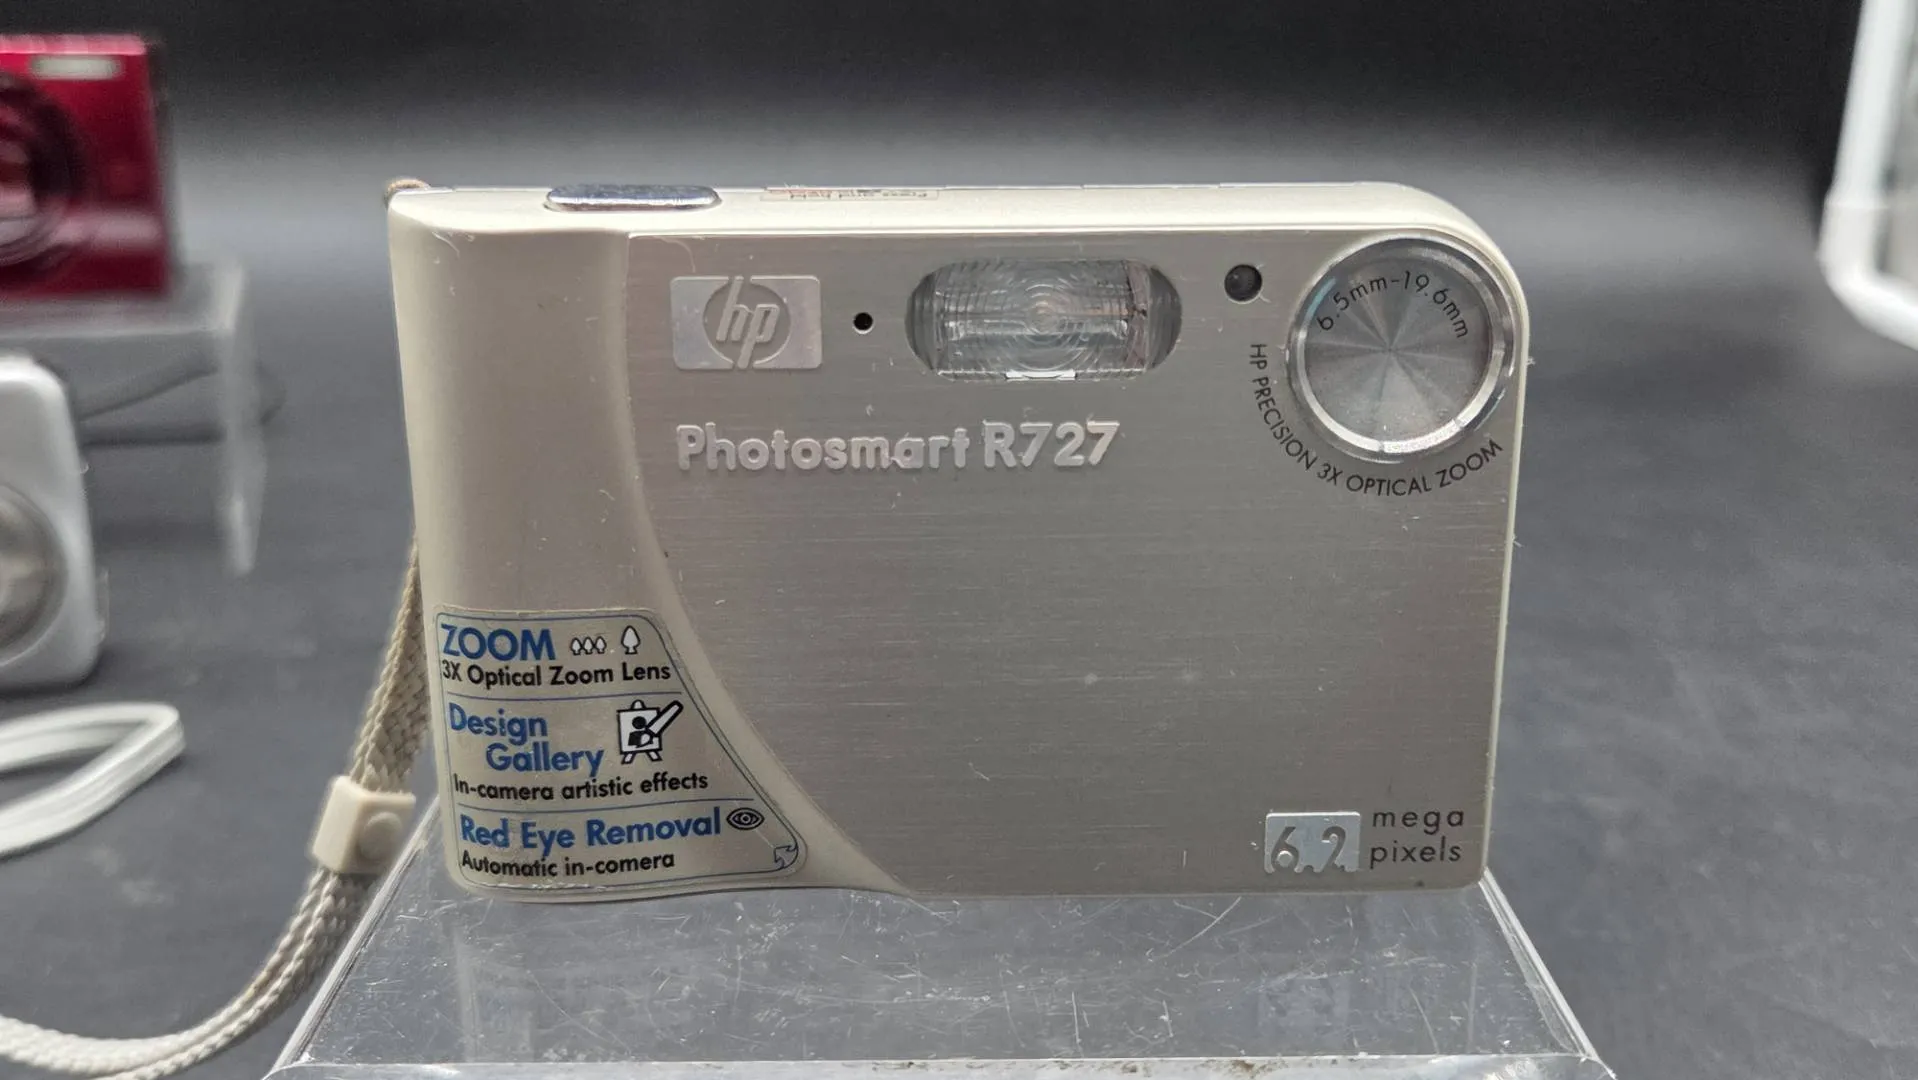 hp
Photosmart R727
6.5mm-19.6mm
HP PRECISION 3X OPTICAL ZOOM
ZOOM
3X Optical Zoom Lens
Design
Gallery
In-camera artistic effects
Red Eye Removal
Automatic in-camera
6.2 mega
pixels